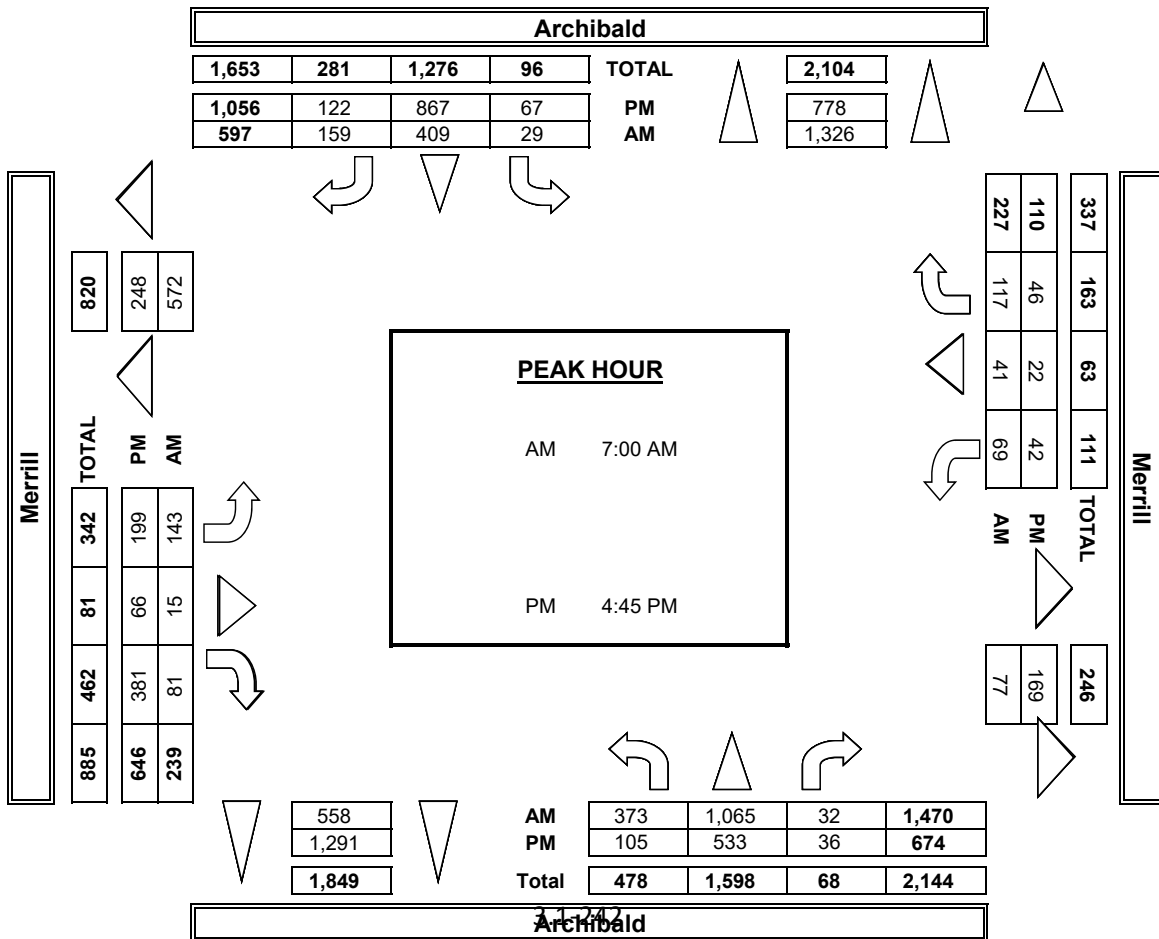 Archibald
1,653 281 1,276 96 TOTAL 2,104
1,056 122 867 67 PM 778
597 159 409 29 AM 1,326
Merrill
820
248
572
TOTAL
PM
AM
342 81 462 885
199 66 381 646
143 15 81 239
PEAK HOUR
AM 7:00 AM
PM 4:45 PM
337 163 63 111 TOTAL
110 46 22 42 PM
227 117 41 69 AM
246
169
77
Merrill
558 AM 373 1,065 32 1,470
1,291 PM 105 533 36 674
1,849 Total 478 1,598 68 2,144
Archibald
3.1-242